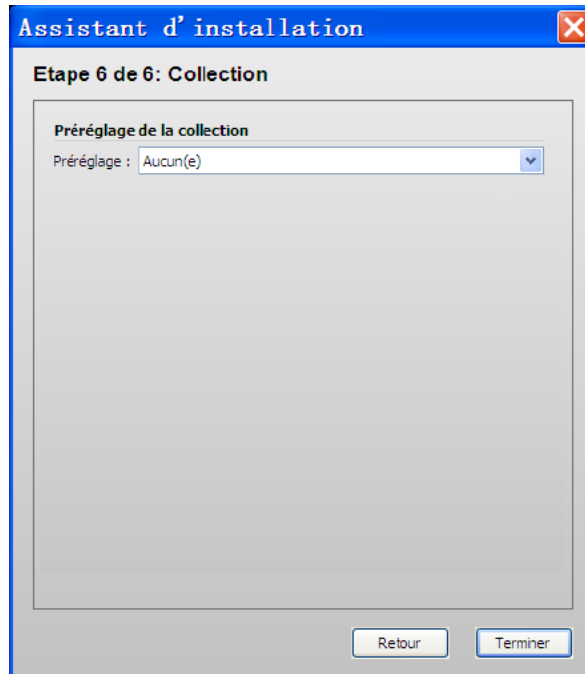 Assistant d'installation
Etape 6 de 6: Collection
Préréglage de la collection
Préréglage : Aucun(e)
Retour Terminer